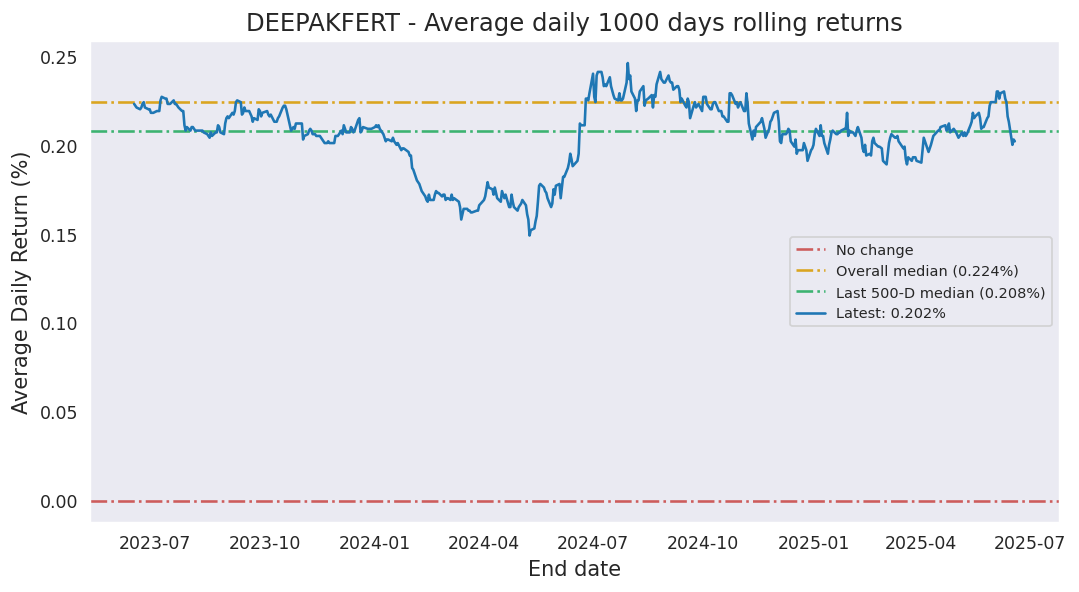 DEEPAKFERT - Average daily 1000 days rolling returns
Average Daily Return (%)
0.25
0.20
0.15
0.10
0.05
0.00
No change
Overall median (0.224%)
Last 500-D median (0.208%)
Latest: 0.202%
2023-07 2023-10 2024-01 2024-04 2024-07 2024-10 2025-01 2025-04 2025-07
End date